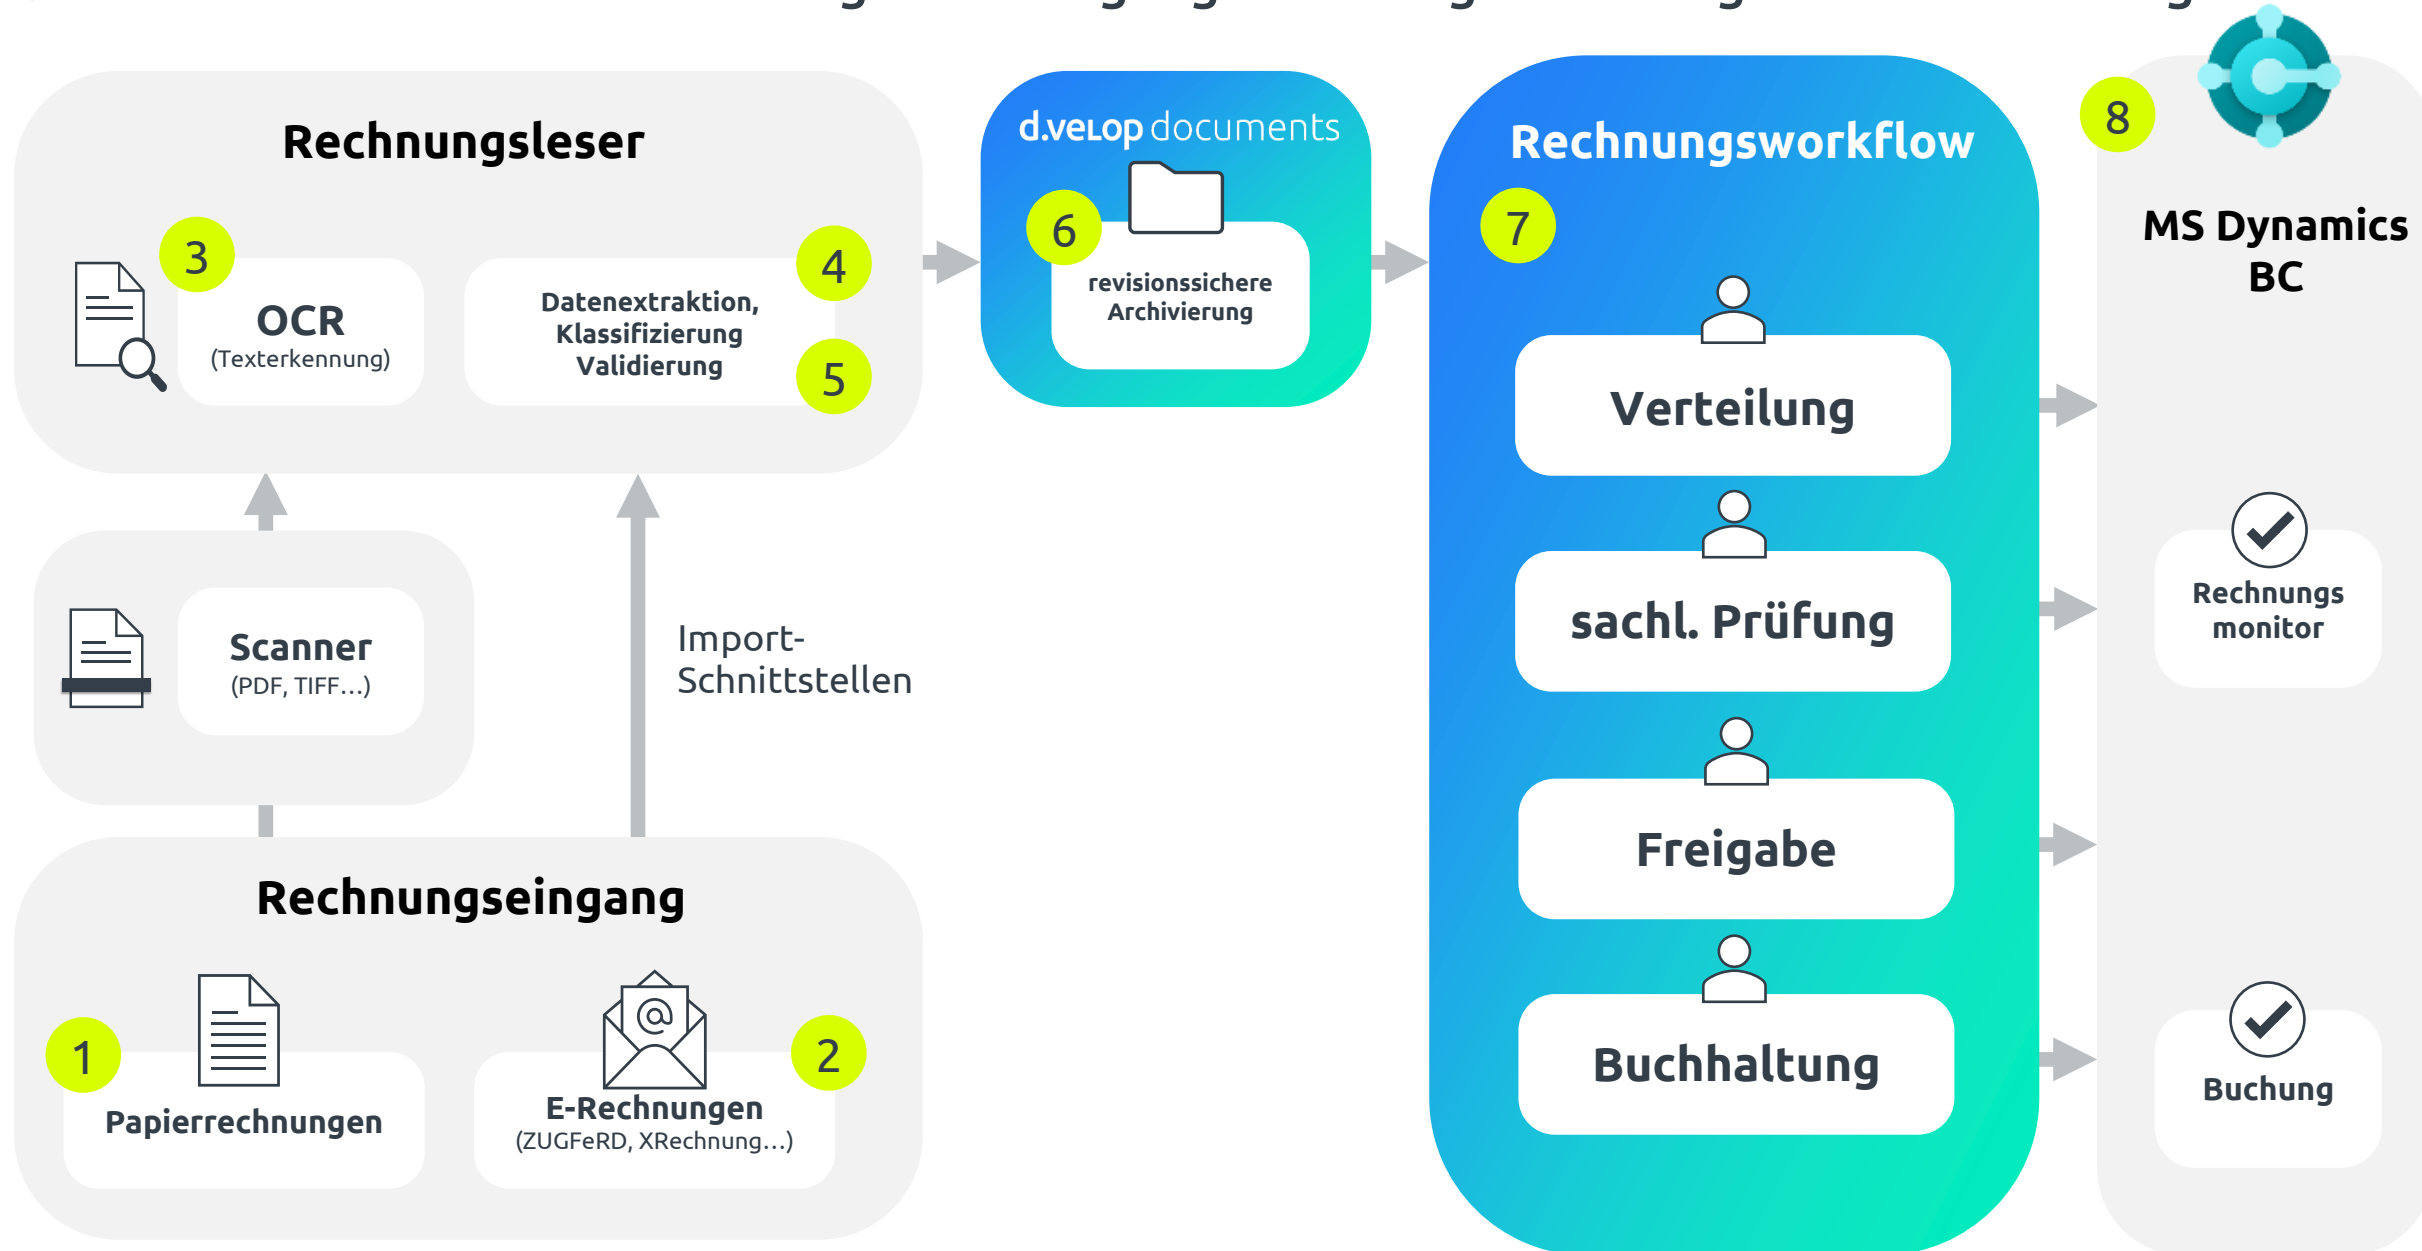 Rechnungsleser
3
OCR
(Texterkennung)
4
Datenextraktion,
Klassifizierung
Validierung
5
Scanner
(PDF, TIFF...)
Import-
Schnittstellen
Rechnungseingang
1
Papierrechnungen
2
E-Rechnungen
(ZUGFeRD, XRechnung...)
d.velop documents
6
revisionssichere
Archivierung
Rechnungsworkflow
7
Verteilung
sachl. Prüfung
Freigabe
Buchhaltung
8
MS Dynamics
BC
Rechnungs
monitor
Buchung